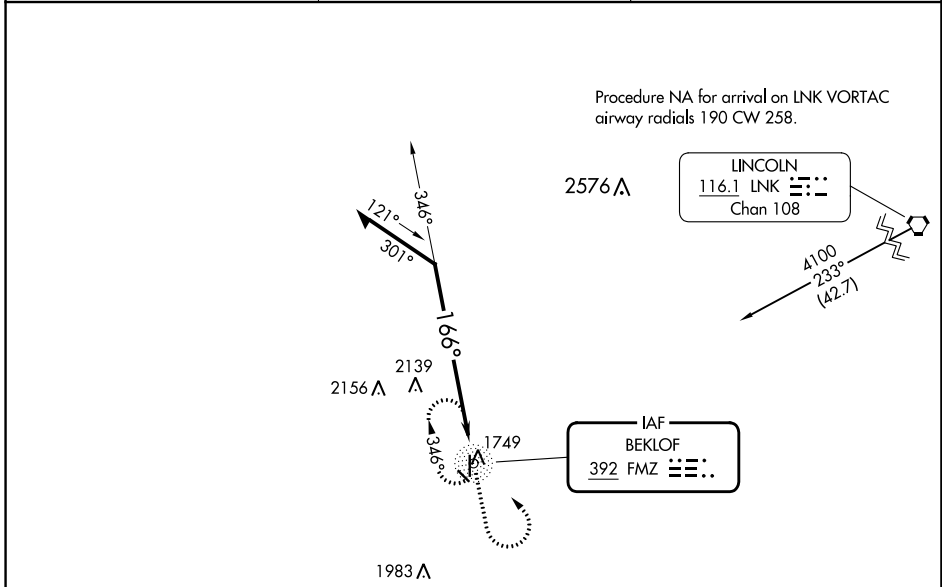 Procedure NA for arrival on LNK VORTAC
airway radials 190 CW 258.
LINCOLN
116.1 LNK
Chan 108
2576
346°
121°
301°
4100
233°
(42.7)
166°
2139
2156
346°
1749
IAF
BEKLOF
392 FMZ
1983